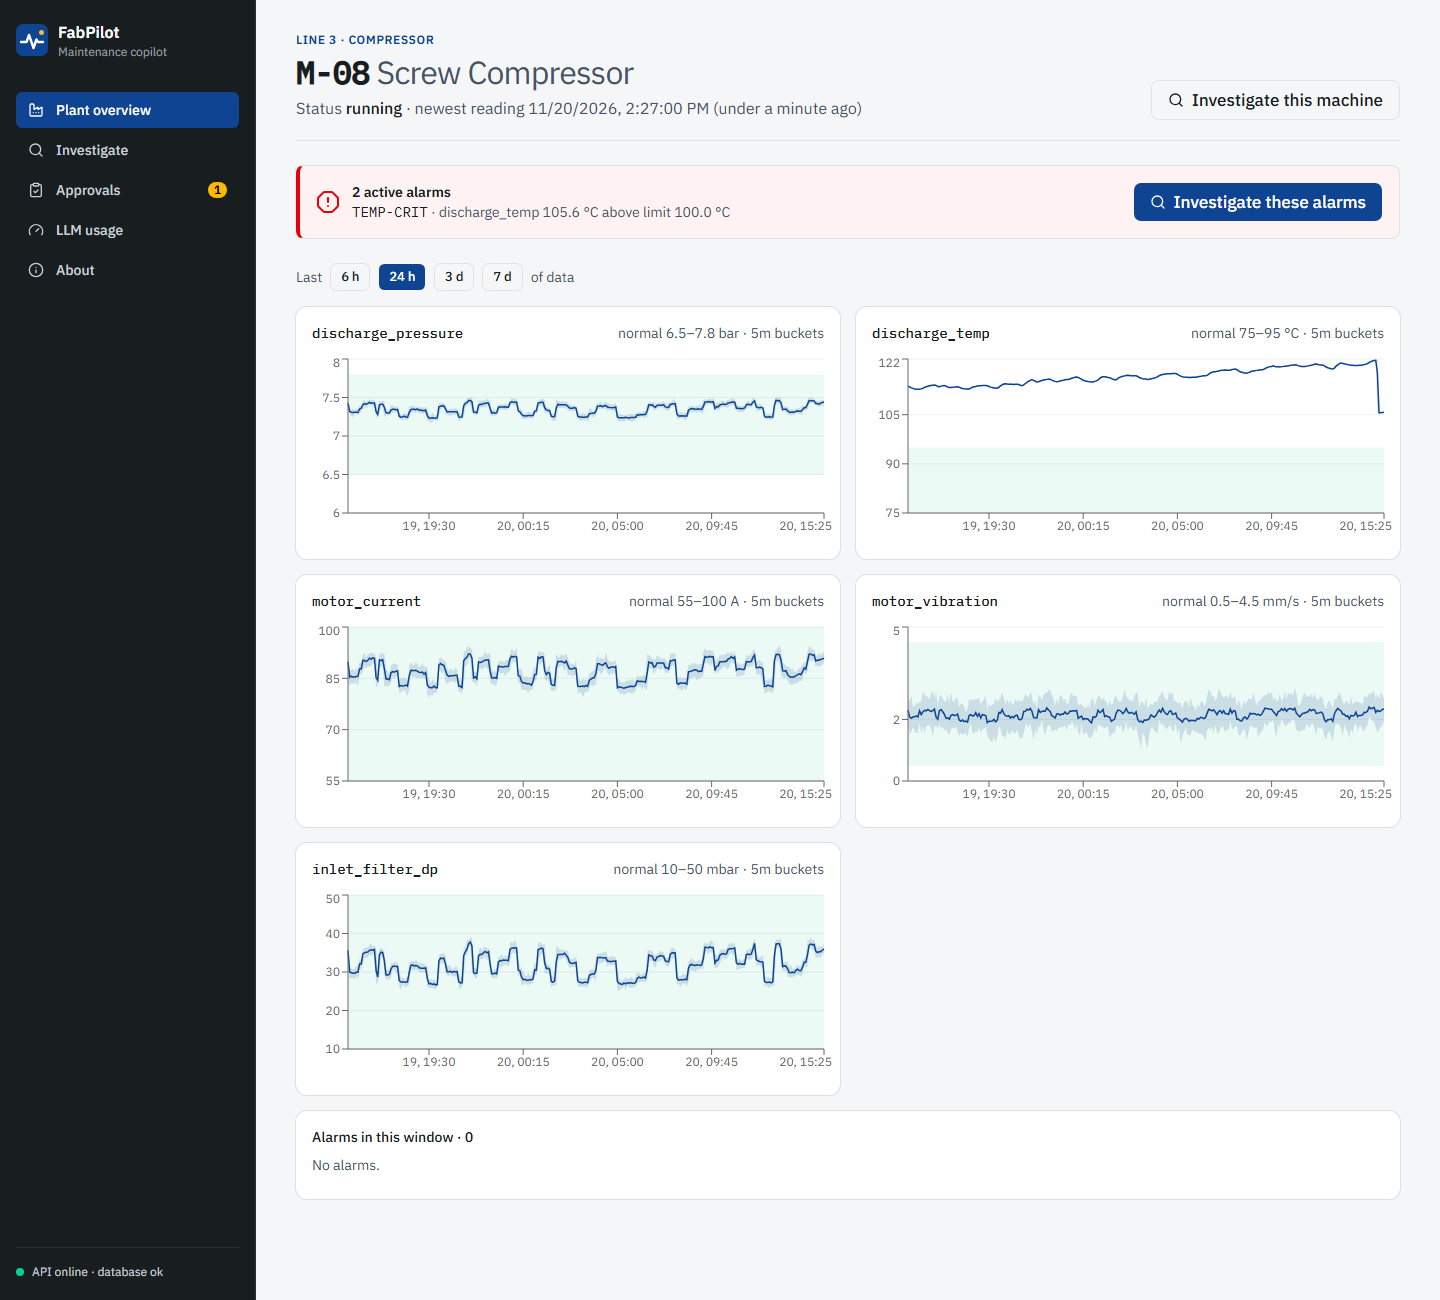 FabPilot
Maintenance copilot
Plant overview
Investigate
Approvals 1
LLM usage
About
API online · database ok
LINE 3 · COMPRESSOR
M-08 Screw Compressor
Status running · newest reading 11/20/2026, 2:27:00 PM (under a minute ago)
Investigate this machine
2 active alarms
TEMP-CRIT · discharge_temp 105.6 °C above limit 100.0 °C
Investigate these alarms
Last 6 h 24 h 3 d 7 d of data
discharge_pressure normal 6.5–7.8 bar · 5m buckets
8
7.5
7
6.5
6
19, 19:30 20, 00:15 20, 05:00 20, 09:45 20, 15:25
discharge_temp normal 75–95 °C · 5m buckets
122
105
90
75
19, 19:30 20, 00:15 20, 05:00 20, 09:45 20, 15:25
motor_current normal 55–100 A · 5m buckets
100
85
70
55
19, 19:30 20, 00:15 20, 05:00 20, 09:45 20, 15:25
motor_vibration normal 0.5–4.5 mm/s · 5m buckets
5
2
0
19, 19:30 20, 00:15 20, 05:00 20, 09:45 20, 15:25
inlet_filter_dp normal 10–50 mbar · 5m buckets
50
40
30
20
10
19, 19:30 20, 00:15 20, 05:00 20, 09:45 20, 15:25
Alarms in this window · 0
No alarms.